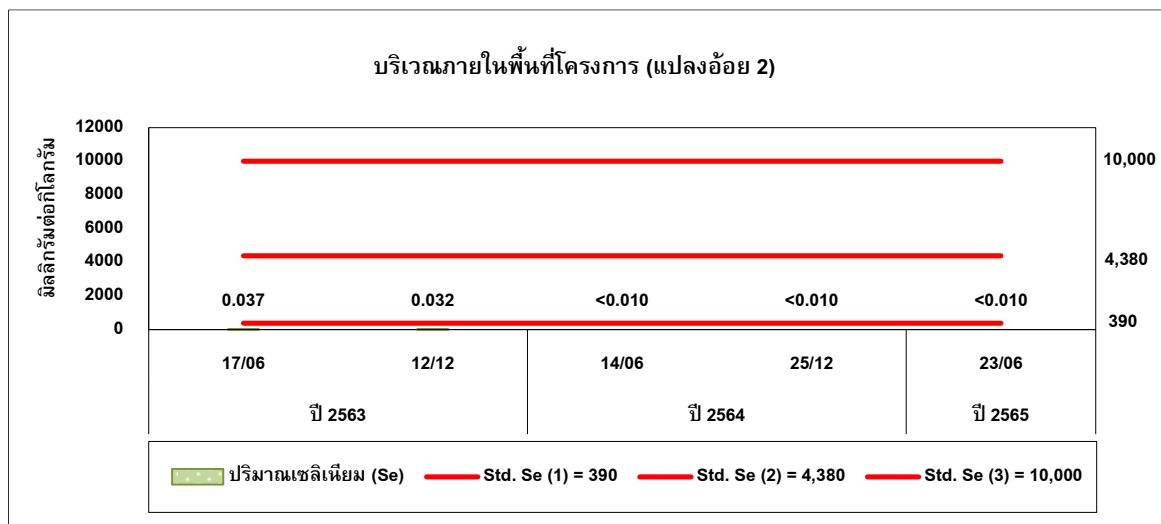 บริเวณภายในพื้นที่โครงการ (แปลงอ้อย 2)
มิลลิกรัมต่อกิโลกรัม
12000
10000
8000
6000
4000
2000
0
10,000
4,380
390
0.037 0.032 <0.010 <0.010 <0.010
17/06 12/12 14/06 25/12 23/06
ปี 2563 ปี 2564 ปี 2565
ปริมาณเซลิเนียม (Se) Std. Se (1) = 390 Std. Se (2) = 4,380 Std. Se (3) = 10,000